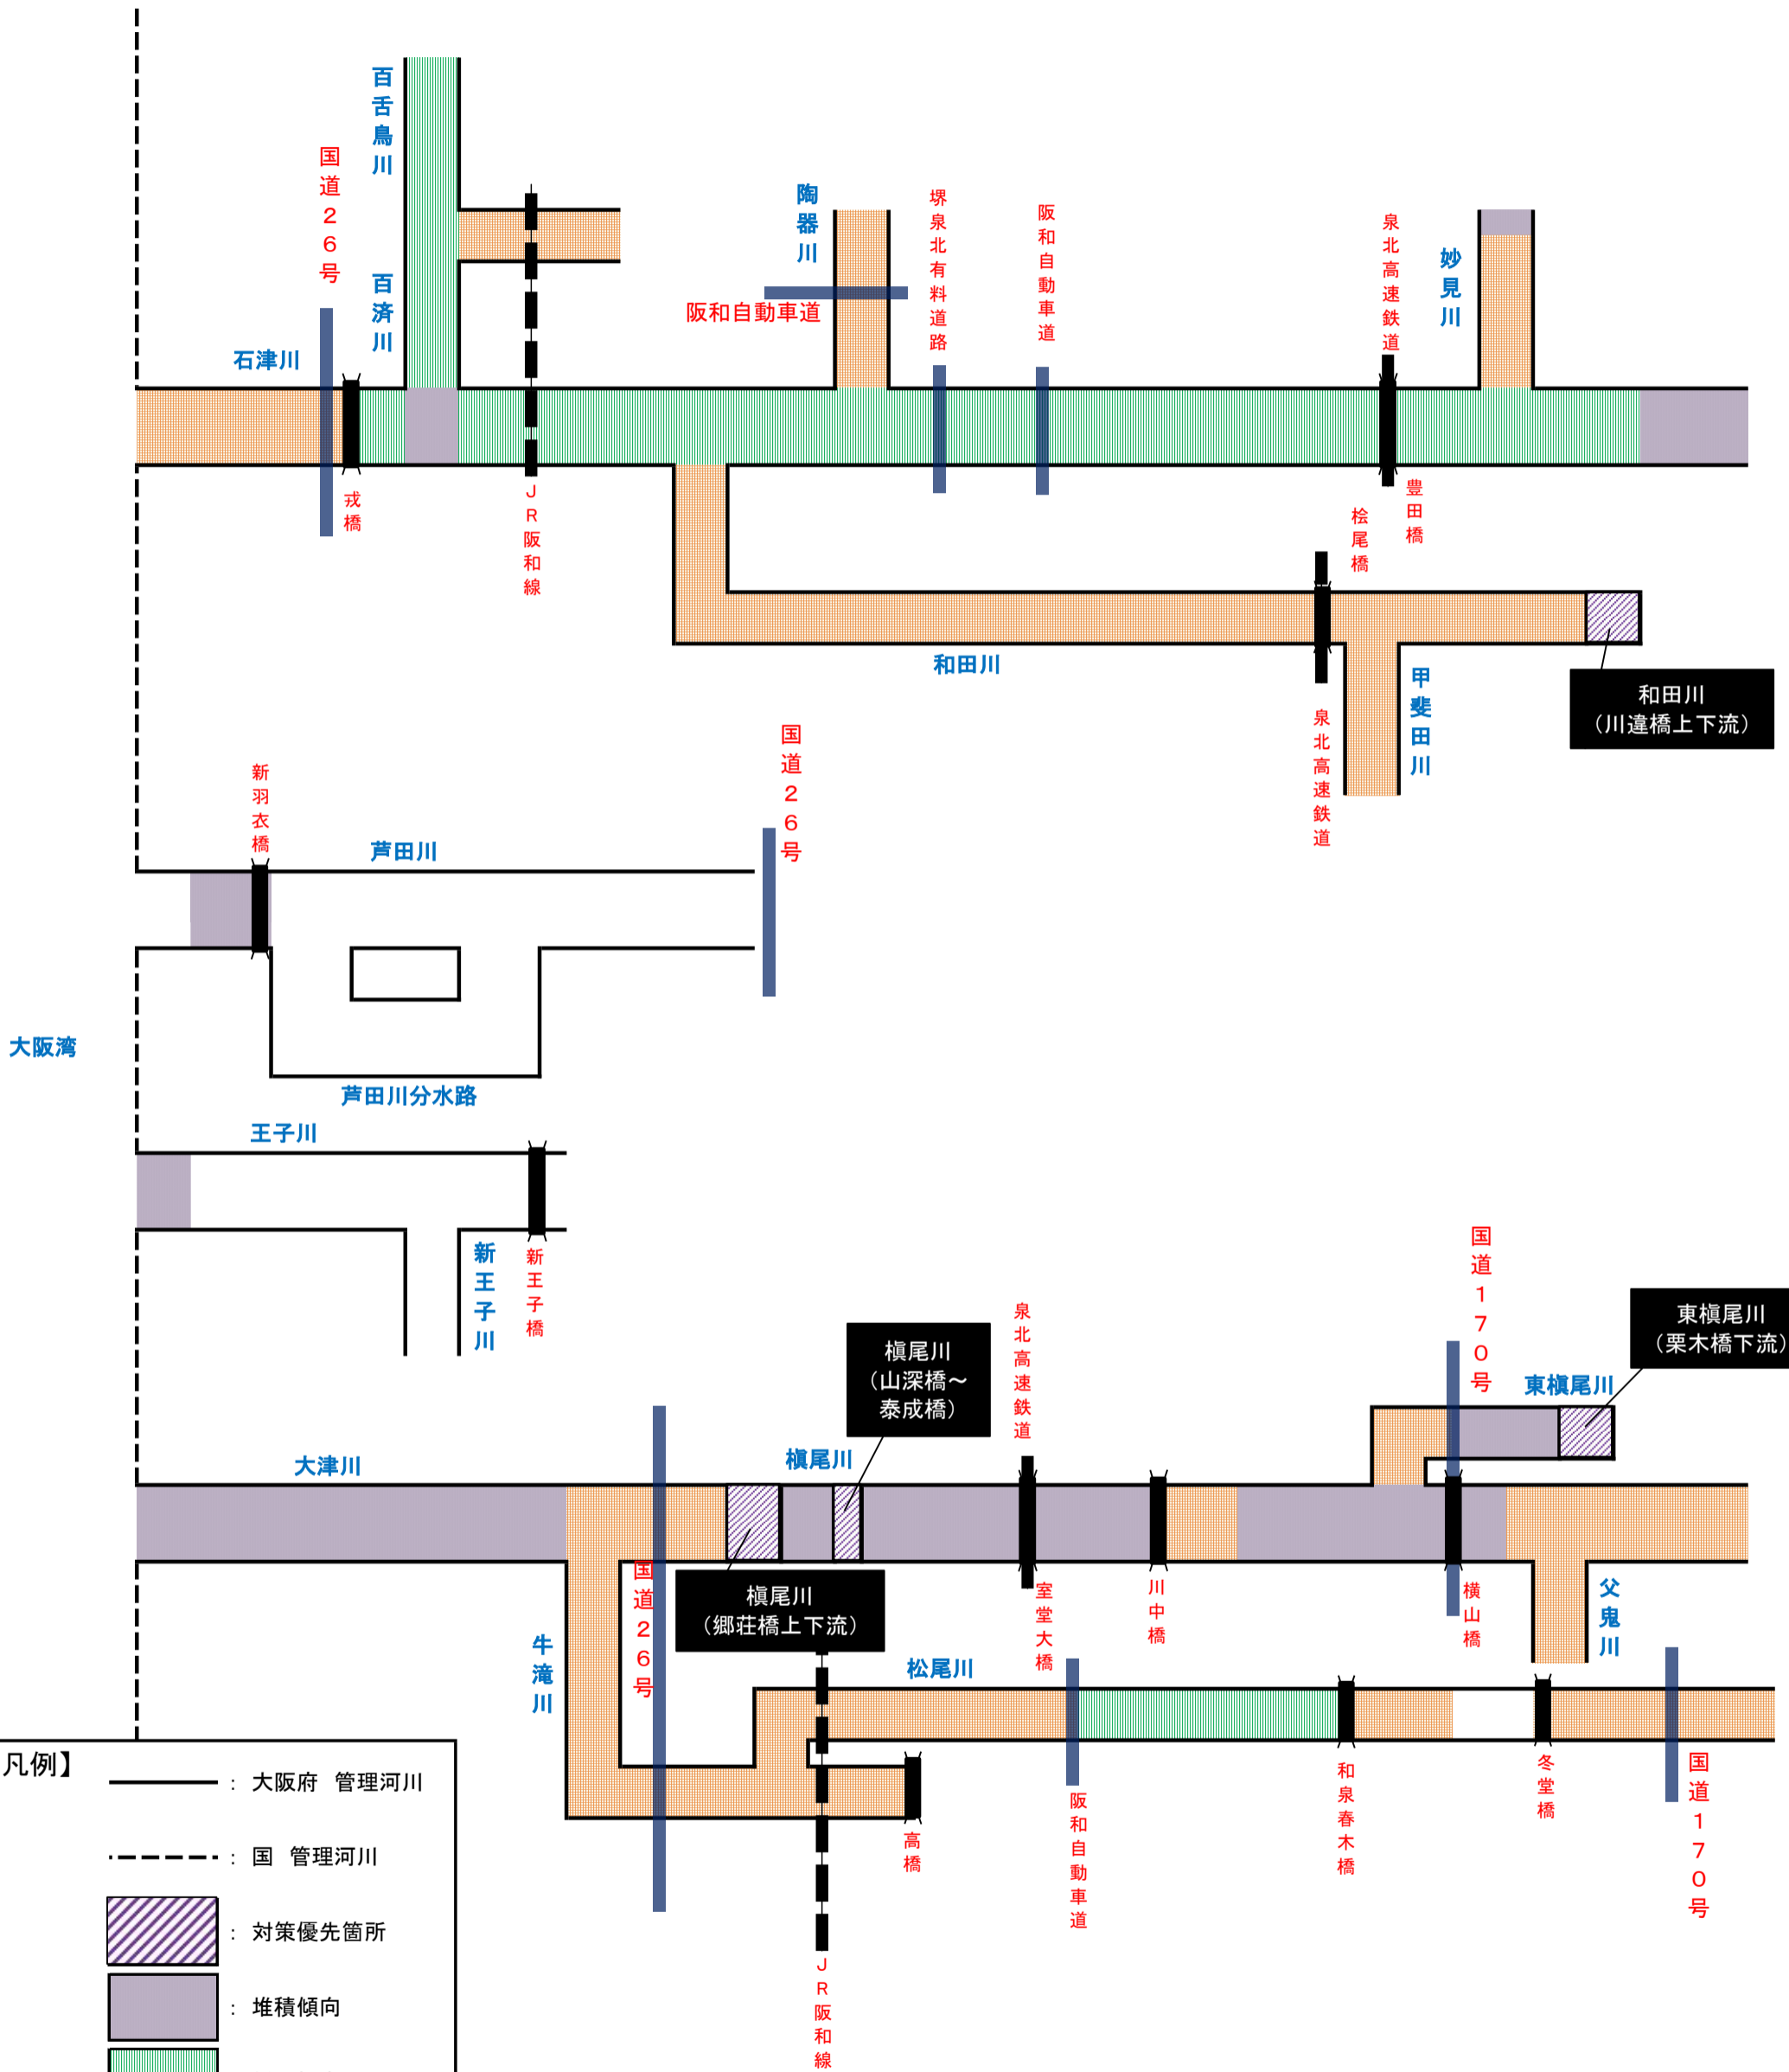 百舌鳥川
国道26号
百済川
石津川
陶器川
阪和自動車道
堺泉北有料道路
阪和自動車道
泉北高速鉄道
妙見川
戎橋
JR阪和線
桧尾橋
豊田橋
和田川
泉北高速鉄道
甲斐田川
和田川
（川違橋上下流）
新羽衣橋
芦田川
国道26号
大阪湾
芦田川分水路
王子川
新王子川
新王子橋
槇尾川
（山深橋～
泰成橋）
泉北高速鉄道
国道170号
東槇尾川
（栗木橋下流）
東槇尾川
大津川
槇尾川
国道26号
槇尾川
（郷荘橋上下流）
室堂大橋
川中橋
横山橋
父鬼川
牛滝川
松尾川
高橋
阪和自動車道
和泉春木橋
冬堂橋
国道170号
JR阪和線
凡例】
： 大阪府 管理河川
： 国 管理河川
： 対策優先箇所
： 堆積傾向